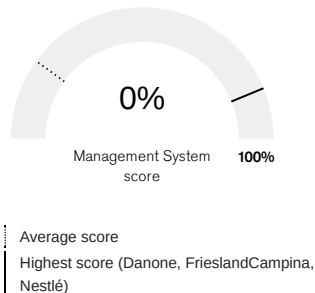 0%
Management System
score
100%
Average score
Highest score (Danone, FrieslandCampina,
Nestlé)